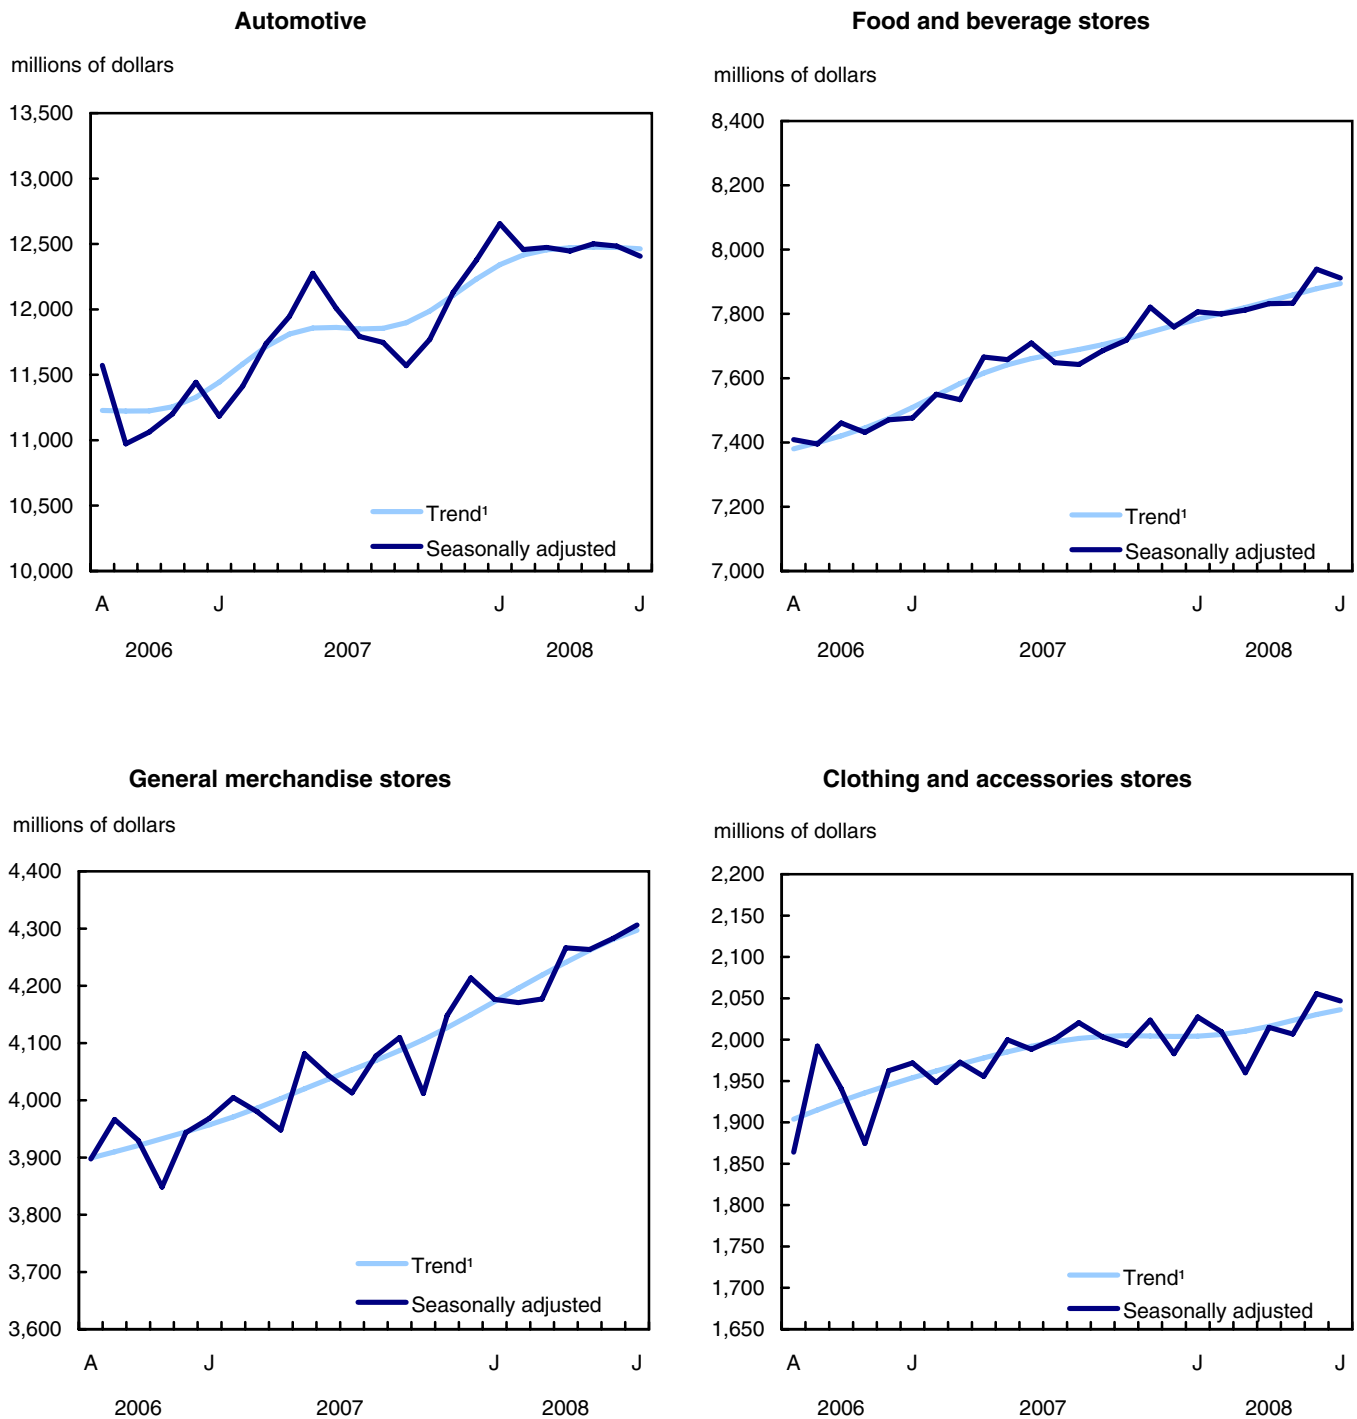 Automotive
millions of dollars
13,500
13,000
12,500
12,000
11,500
11,000
10,500
10,000
Trend¹
Seasonally adjusted
A J J J
2006 2007 2008
Food and beverage stores
millions of dollars
8,400
8,200
8,000
7,800
7,600
7,400
7,200
7,000
Trend¹
Seasonally adjusted
A J J J
2006 2007 2008
General merchandise stores
millions of dollars
4,400
4,300
4,200
4,100
4,000
3,900
3,800
3,700
3,600
Trend¹
Seasonally adjusted
A J J J
2006 2007 2008
Clothing and accessories stores
millions of dollars
2,200
2,150
2,100
2,050
2,000
1,950
1,900
1,850
1,800
1,750
1,700
1,650
Trend¹
Seasonally adjusted
A J J J
2006 2007 2008